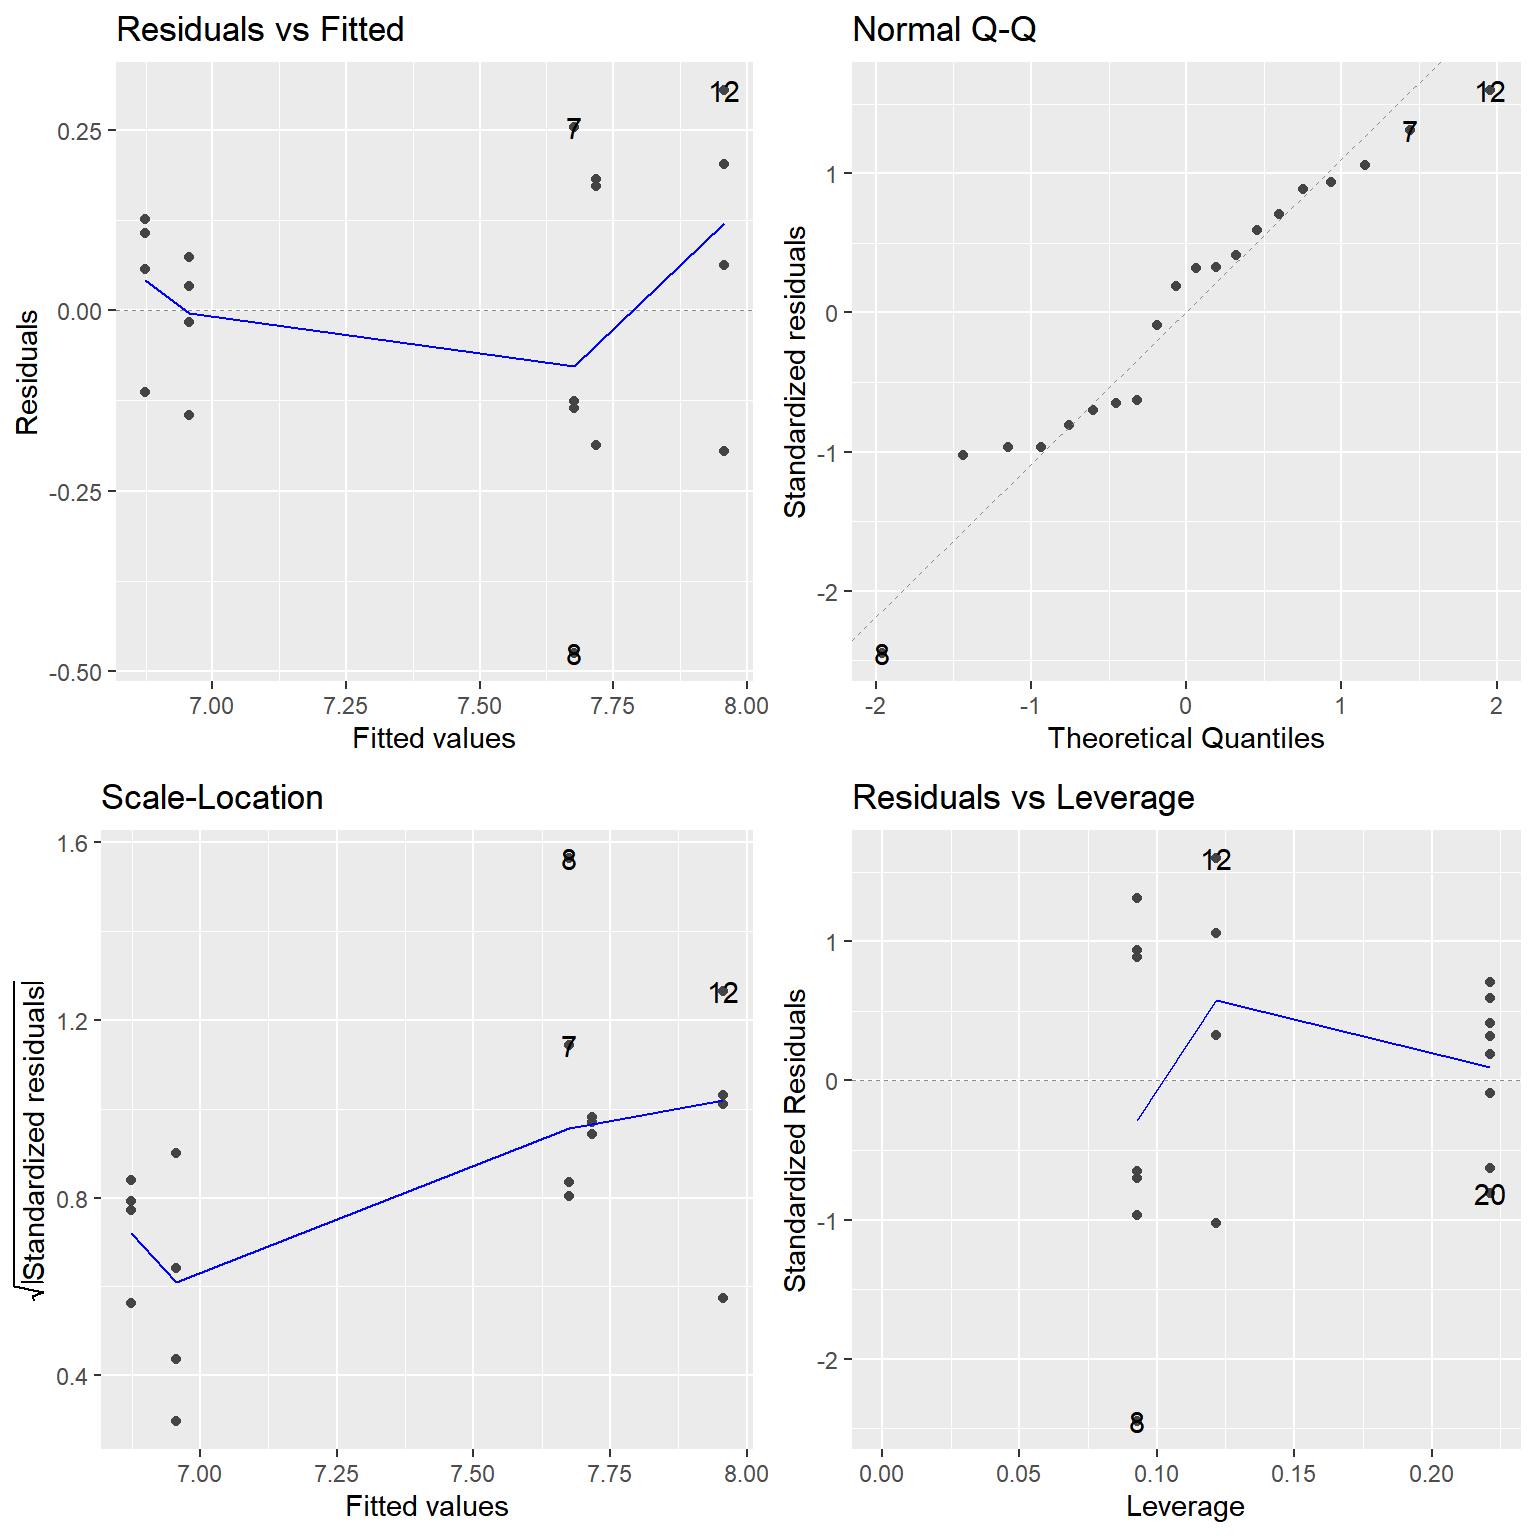 Residuals vs Fitted
12
7
0.25
0.00
-0.25
-0.50
8
7.00 7.25 7.50 7.75 8.00
Fitted values
Residuals
Normal Q-Q
12
7
1
0
-1
-2
8
-2 -1 0 1 2
Theoretical Quantiles
Standardized residuals
Scale-Location
1.6
8
12
1.2
7
0.8
0.4
7.00 7.25 7.50 7.75 8.00
Fitted values
√|Standardized residuals|
Residuals vs Leverage
12
1
0
20
-1
-2
8
0.00 0.05 0.10 0.15 0.20
Leverage
Standardized Residuals